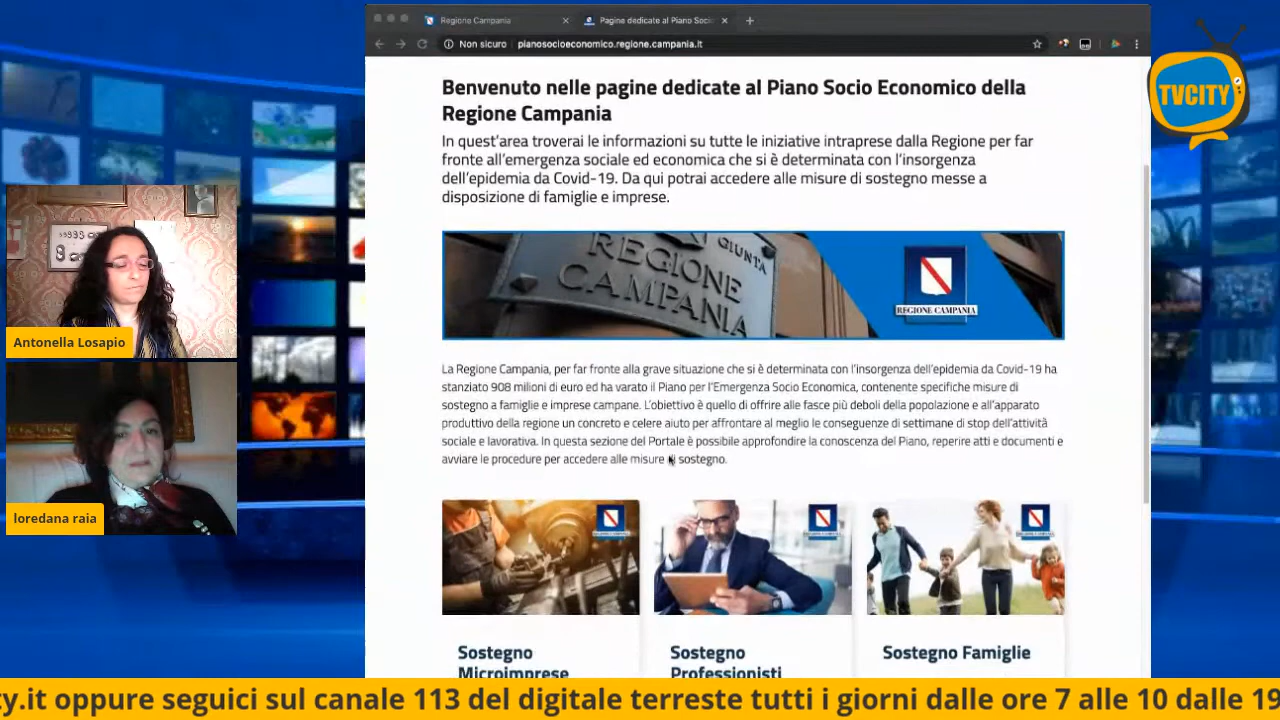 Regione Campania
Pagine dedicate al Piano Soci
Non sicuro
pianosocioeconomico.regione.campania.it
TVCITY
Benvenuto nelle pagine dedicate al Piano Socio Economico della
Regione Campania
In quest'area troverai le informazioni su tutte le iniziative intraprese dalla Regione per far
fronte all'emergenza sociale ed economica che si è determinata con l'insorgenza
dell'epidemia da Covid-19. Da qui potrai accedere alle misure di sostegno messe a
disposizione di famiglie e imprese.
GIUNTA
REGIONE
CAMPANIA
REGIONE CAMPANIA
La Regione Campania, per far fronte alla grave situazione che si è determinata con l'insorgenza dell'epidemia da Covid-19 ha
stanziato 908 milioni di euro ed ha varato il Piano per l'Emergenza Socio Economica, contenente specifiche misure di
sostegno a famiglie e imprese campane. L'obiettivo è quello di offrire alle fasce più deboli della popolazione e all'apparato
produttivo della regione un concreto e celere aiuto per affrontare al meglio le conseguenze di settimane di stop dell'attività
sociale e lavorativa. In questa sezione del Portale è possibile approfondire la conoscenza del Piano, reperire atti e documenti e
avviare le procedure per accedere alle misure sostegno.
Antonella Losapio
loredana raia
Sostegno
Microimprese
Sostegno
Professionisti
Sostegno Famiglie
ty.it oppure seguici sul canale 113 del digitale terreste tutti i giorni dalle ore 7 alle 10 dalle 19